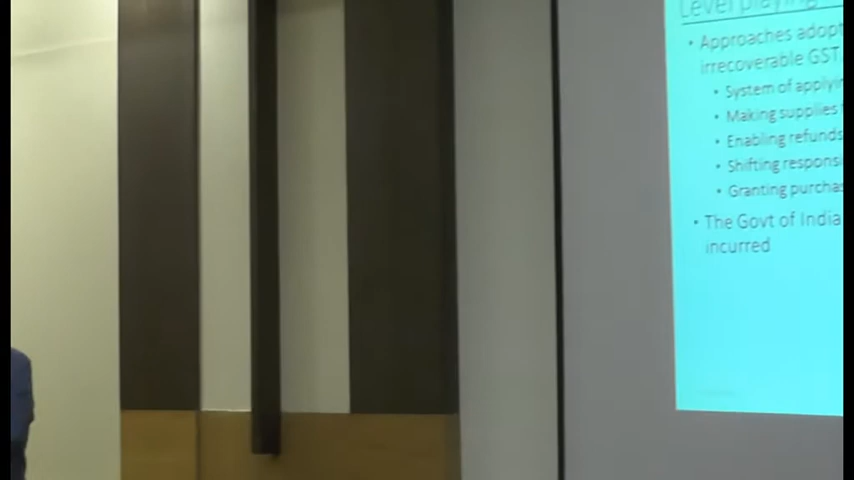 Level playing
• Approaches adopt
irrecoverable GST
• System of applyin
• Making supplies
• Enabling refunds
• Shifting respons
• Granting purchas
• The Govt of India
incurred